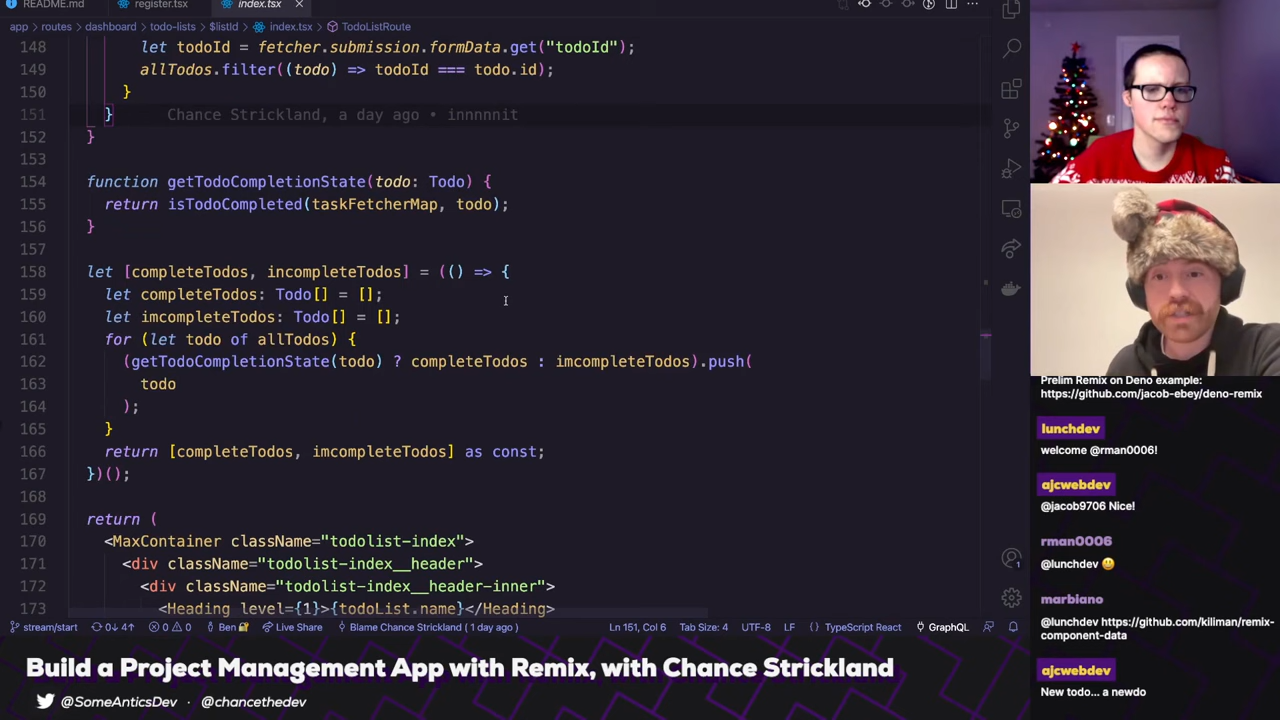 README.md
register.tsx
index.tsx
app > routes > dashboard > todo-lists > $listId > index.tsx > TodoListRoute
148 let todoId = fetcher.submission.formData.get("todoId");
149 allTodos.filter((todo) => todoId === todo.id);
150 }
151 } Chance Strickland, a day ago • innnnnit
152 }
153
154 function getTodoCompletionState(todo: Todo) {
155 return isTodoCompleted(taskFetcherMap, todo);
156 }
157
158 let [completeTodos, incompleteTodos] = (() => {
159 let completeTodos: Todo[] = [];
160 let imcompleteTodos: Todo[] = [];
161 for (let todo of allTodos) {
162 (getTodoCompletionState(todo) ? completeTodos : imcompleteTodos).push(
163 todo
164 );
165 }
166 return [completeTodos, imcompleteTodos] as const;
167 })();
168
169 return (
170 <MaxContainer className="todolist-index">
171 <div className="todolist-index__header">
172 <div className="todolist-index__header-inner">
173 <Heading level={1}>{todoList.name}</Heading>
stream/start 0↓ 4↑ 0 0 Ben Live Share Blame Chance Strickland ( 1 day ago ) Ln 151, Col 6 Tab Size: 4 UTF-8 LF {} TypeScript React GraphQL
Prelim Remix on Deno example:
https://github.com/jacob-ebey/deno-remix
lunchdev
welcome @rman0006!
ajcwebdev
@jacob9706 Nice!
rman0006
@lunchdev 😃
marbiano
@lunchdev https://github.com/kiliman/remix-
component-data
ajcwebdev
New todo... a newdo
Build a Project Management App with Remix, with Chance Strickland
@SomeAnticsDev · @chancethedev